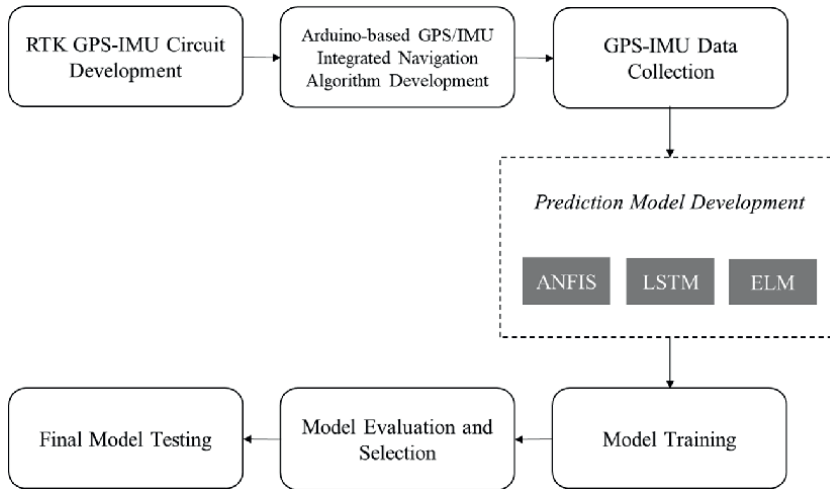 RTK GPS-IMU Circuit
Development
Arduino-based GPS/IMU
Integrated Navigation
Algorithm Development
GPS-IMU Data
Collection
Prediction Model Development
ANFIS
LSTM
ELM
Final Model Testing
Model Evaluation and
Selection
Model Training